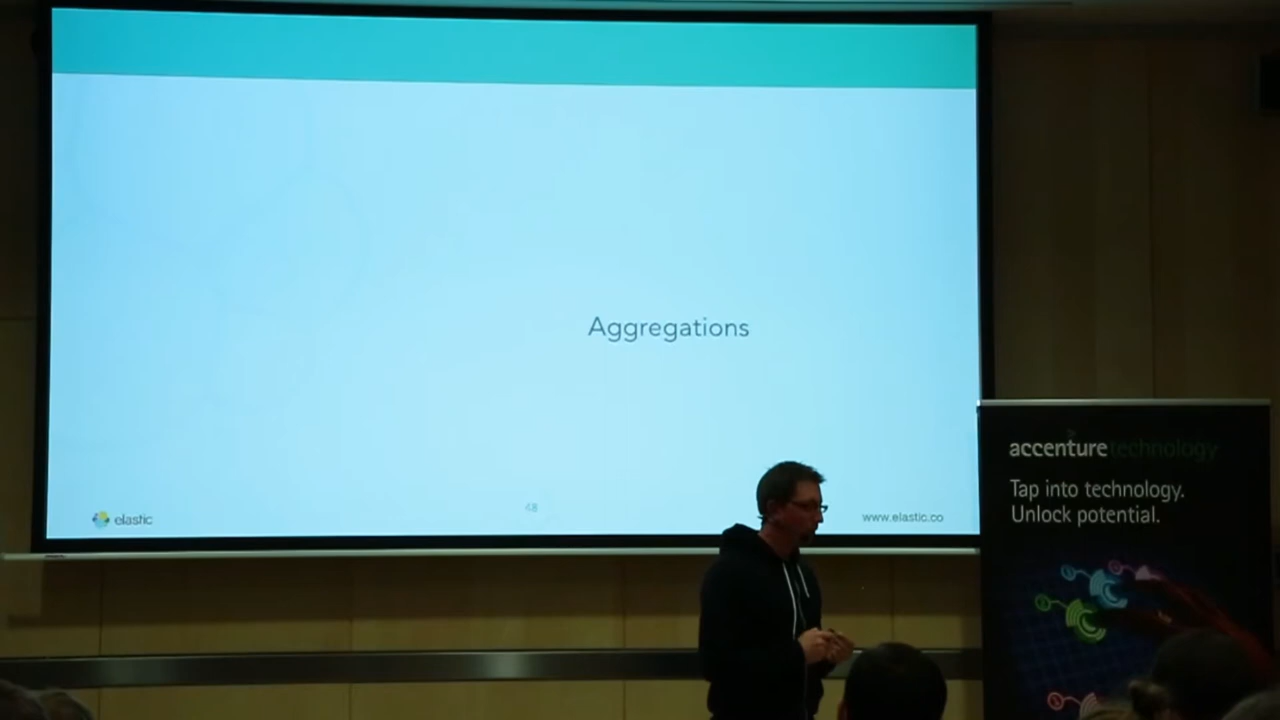 Aggregations
elastic
48
www.elastic.co
accenturetechnology
Tap into technology.
Unlock potential.